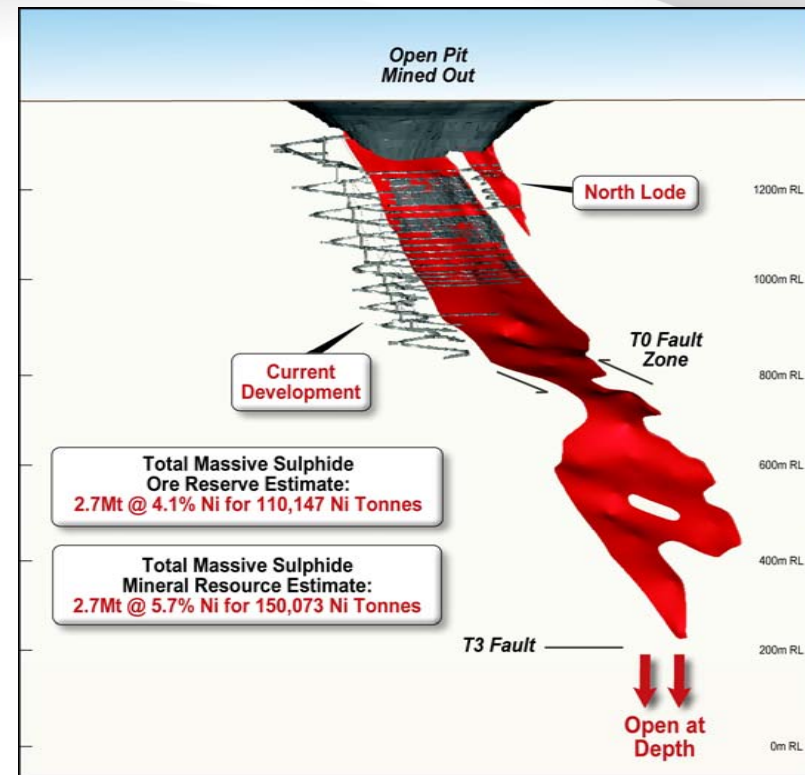 Open Pit
Mined Out
North Lode
1200m RL
1000m RL
T0 Fault
Zone
Current
Development
800m RL
Total Massive Sulphide
Ore Reserve Estimate:
2.7Mt @ 4.1% Ni for 110,147 Ni Tonnes
600m RL
Total Massive Sulphide
Mineral Resource Estimate:
2.7Mt @ 5.7% Ni for 150,073 Ni Tonnes
400m RL
T3 Fault
200m RL
Open at
Depth
0m RL